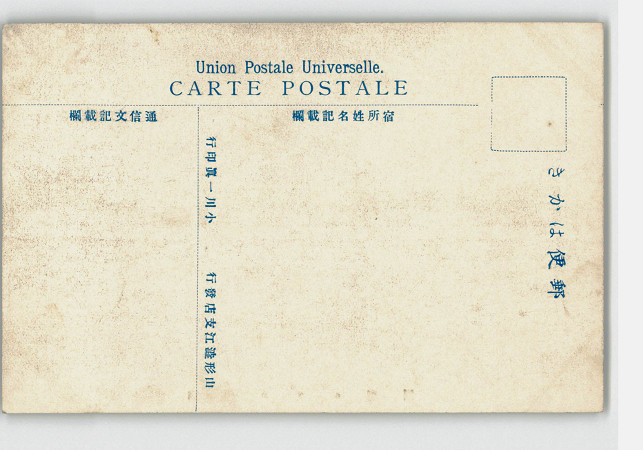 Union Postale Universelle.
CARTE POSTALE
宿所姓名記載欄
通信文記載欄
郵便はかき
小川一眞印行
山形澁江支店發行